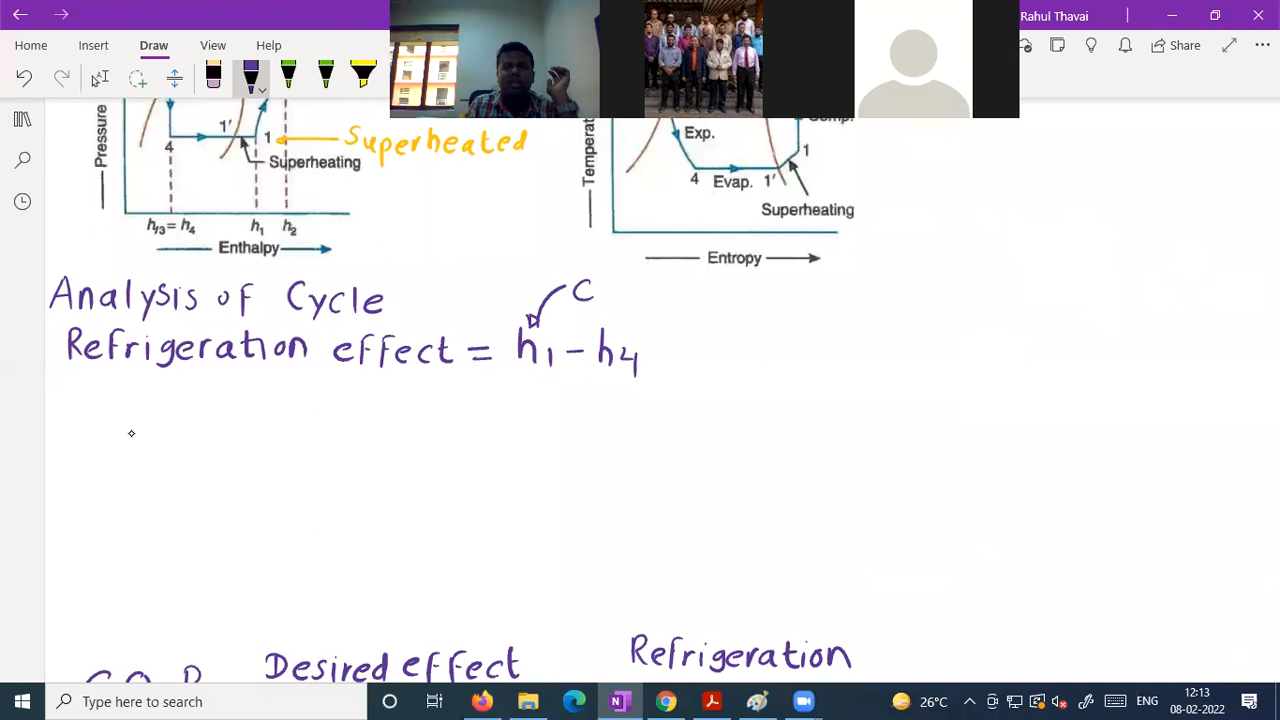 Rahul Thavai
Home Insert Draw View Help
Share
Pressure
4 1' 1 Superheated
Superheating
hf3 = h4 h1 h2
Enthalpy
Exp.
Comp.
1
4 Evap. 1'
Superheating
Entropy
Analysis of Cycle
C
Refrigeration effect = h1 - h4
Desired effect
Refrigeration
Type here to search
26°C
ENG
12:13
08-02-2022